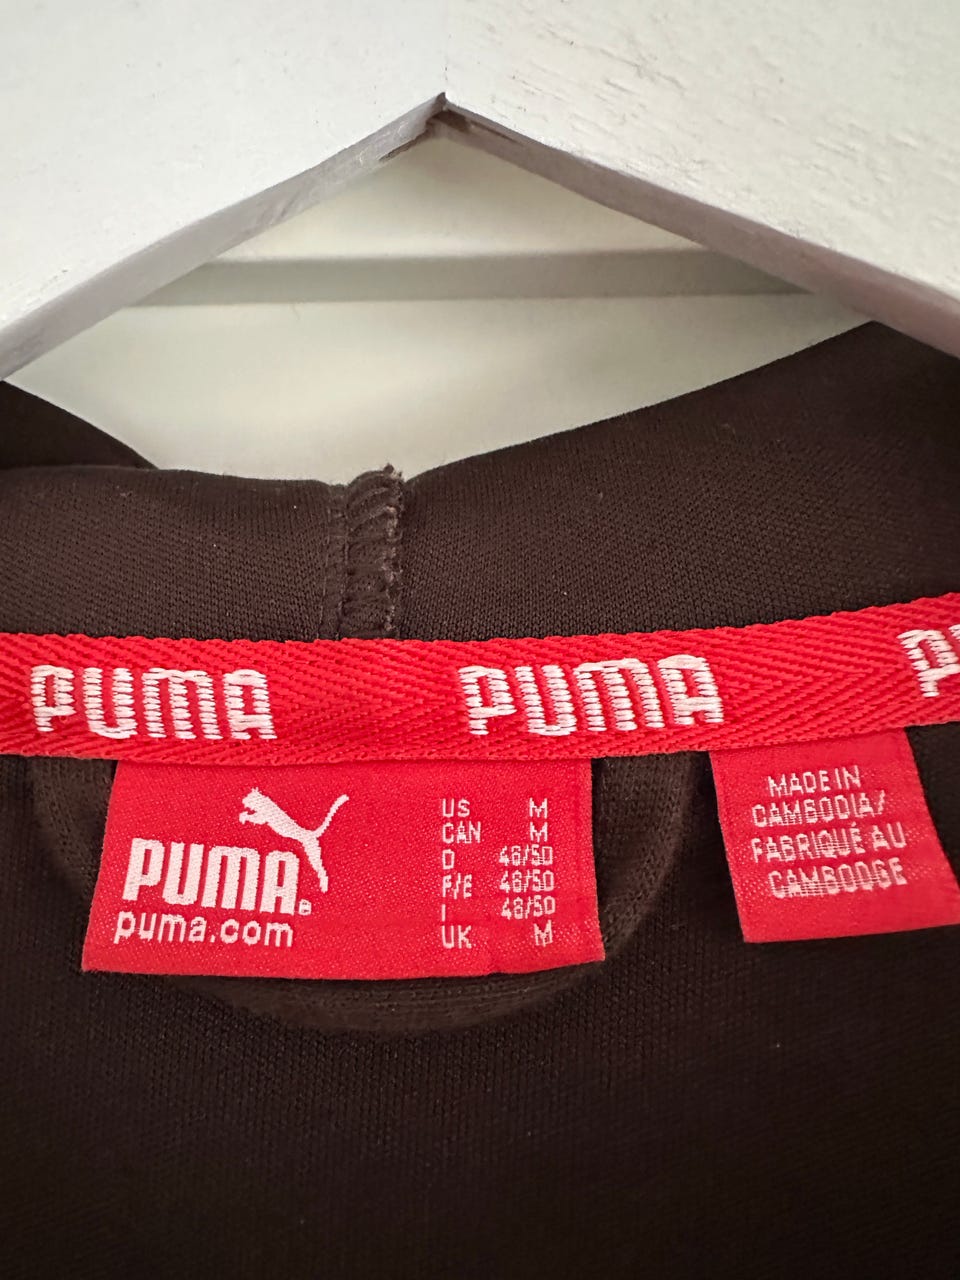 PUMA PUMA P
PUMA®
puma.com
US M
CAN M
D 48/50
F/E 48/50
I 48/50
UK M
MADE IN
CAMBODIA/
FABRIQUÉ AU
CAMBODGE